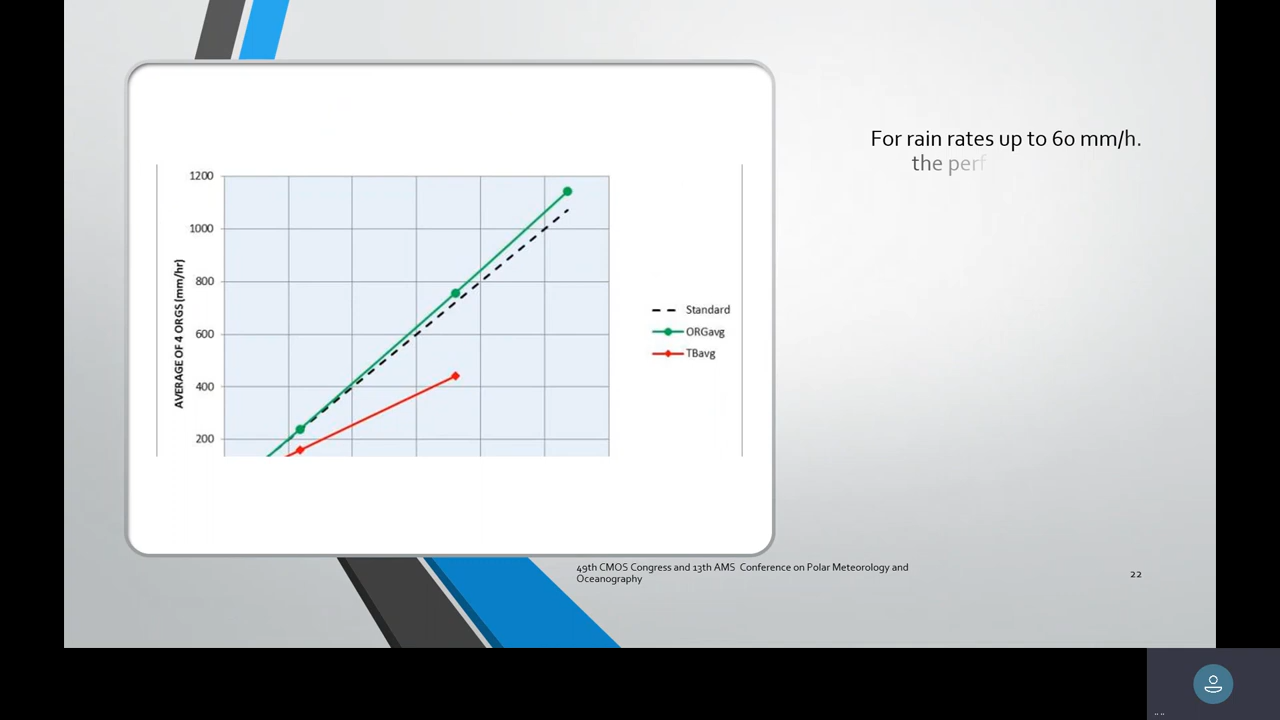 For rain rates up to 60 mm/h.
the perf
1200
1000
800
600
400
200
AVERAGE OF 4 ORGS (mm/hr)
Standard
ORGavg
TBavg
49th CMOS Congress and 13th AMS Conference on Polar Meteorology and
Oceanography
22